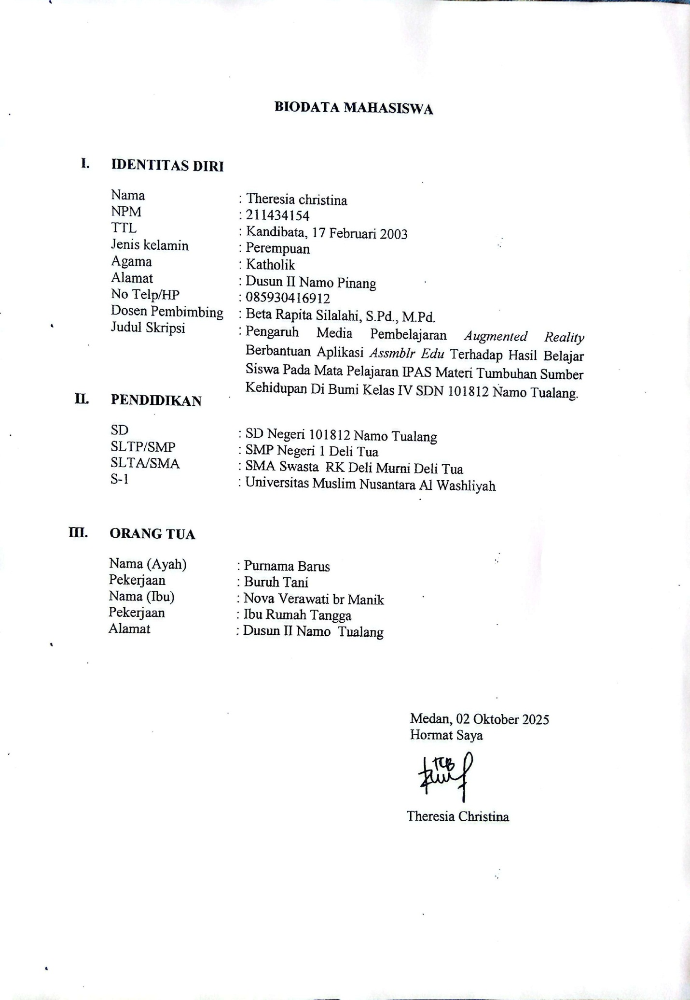 BIODATA MAHASISWA
I. IDENTITAS DIRI
Nama : Theresia christina
NPM : 211434154
TTL : Kandibata, 17 Februari 2003
Jenis kelamin : Perempuan
Agama : Katholik
Alamat : Dusun II Namo Pinang
No Telp/HP : 085930416912
Dosen Pembimbing : Beta Rapita Silalahi, S.Pd., M.Pd.
Judul Skripsi : Pengaruh Media Pembelajaran Augmented Reality
Berbantuan Aplikasi Assmblr Edu Terhadap Hasil Belajar
Siswa Pada Mata Pelajaran IPAS Materi Tumbuhan Sumber
Kehidupan Di Bumi Kelas IV SDN 101812 Namo Tualang.
II. PENDIDIKAN
SD : SD Negeri 101812 Namo Tualang
SLTP/SMP : SMP Negeri 1 Deli Tua
SLTA/SMA : SMA Swasta RK Deli Murni Deli Tua
S-1 : Universitas Muslim Nusantara Al Washliyah
III. ORANG TUA
Nama (Ayah) : Purnama Barus
Pekerjaan : Buruh Tani
Nama (Ibu) : Nova Verawati br Manik
Pekerjaan : Ibu Rumah Tangga
Alamat : Dusun II Namo Tualang
Medan, 02 Oktober 2025
Hormat Saya
TCB
Theresia Christina